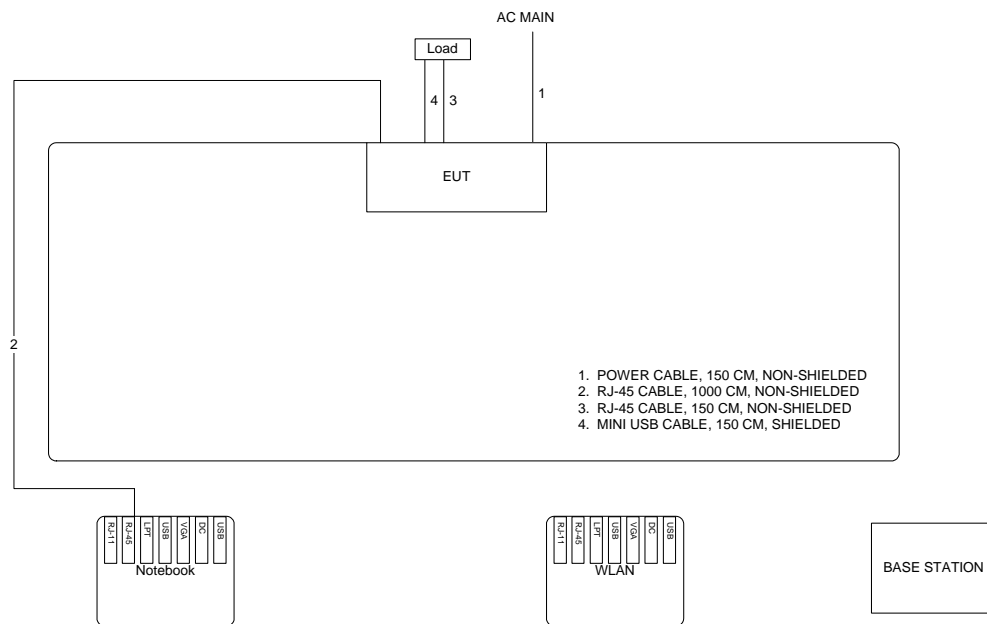 AC MAIN
Load
4
3
1
EUT
2
1. POWER CABLE, 150 CM, NON-SHIELDED
2. RJ-45 CABLE, 1000 CM, NON-SHIELDED
3. RJ-45 CABLE, 150 CM, NON-SHIELDED
4. MINI USB CABLE, 150 CM, SHIELDED
RJ-11
RJ-45
LPT
USB
VGA
DC
USB
Notebook
RJ-11
RJ-45
LPT
USB
VGA
DC
USB
WLAN
BASE STATION